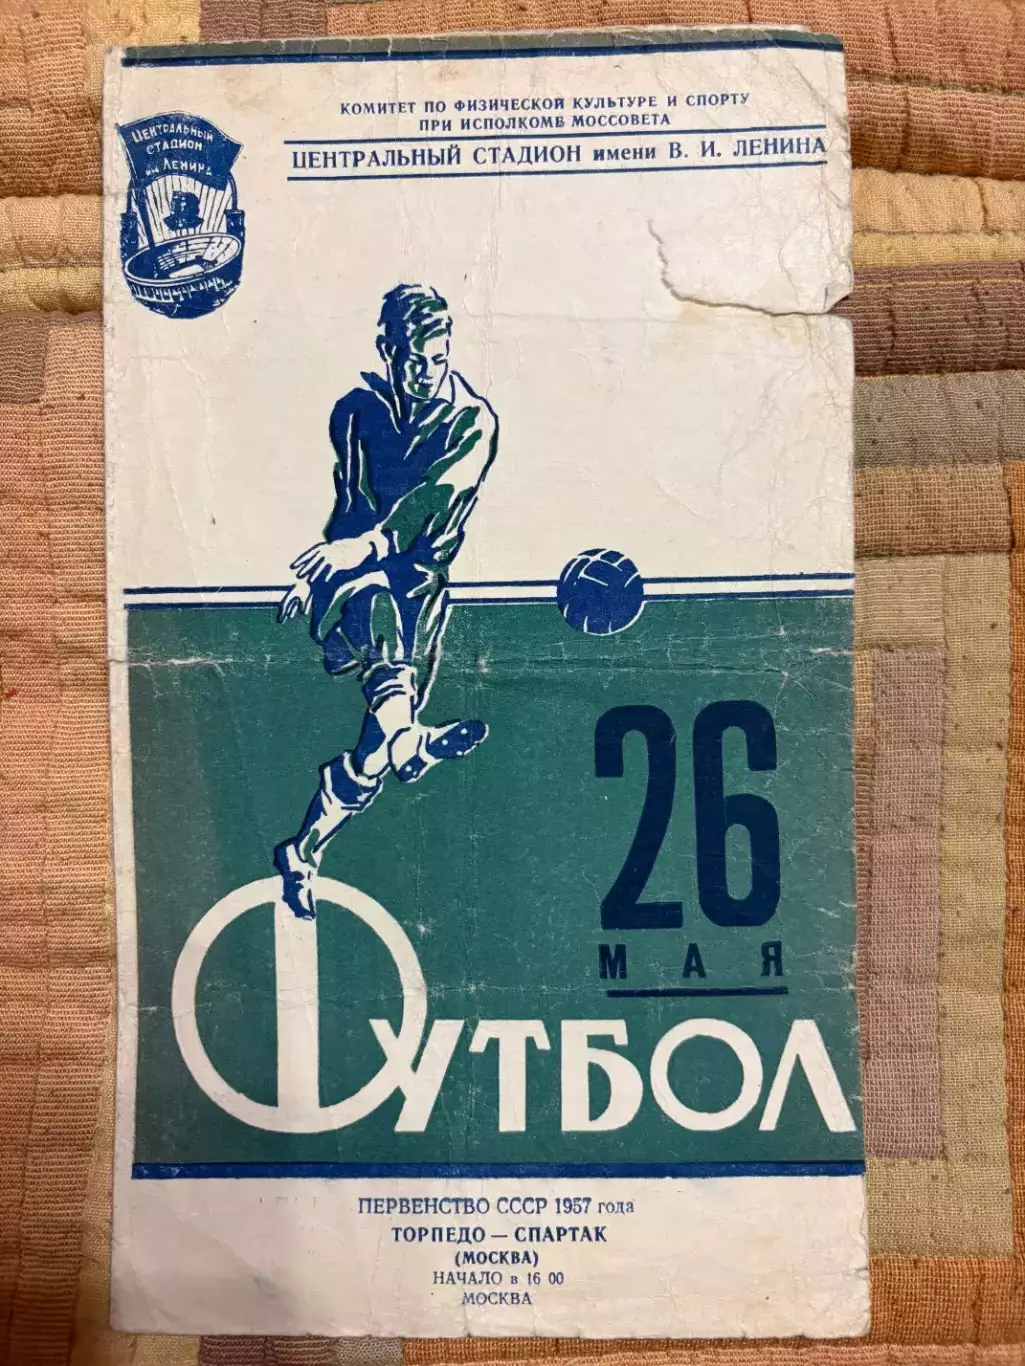 КОМИТЕТ ПО ФИЗИЧЕСКОЙ КУЛЬТУРЕ И СПОРТУ
ПРИ ИСПОЛКОМЕ МОССОВЕТА
ЦЕНТРАЛЬНЫЙ СТАДИОН имени В. И. ЛЕНИНА
ЦЕНТРАЛЬНЫЙ
СТАДИОН
им ЛЕНИНА
26
МАЯ
ФУТБОЛ
ПЕРВЕНСТВО СССР 1957 года
ТОРПЕДО — СПАРТАК
(МОСКВА)
НАЧАЛО в 16 00
МОСКВА